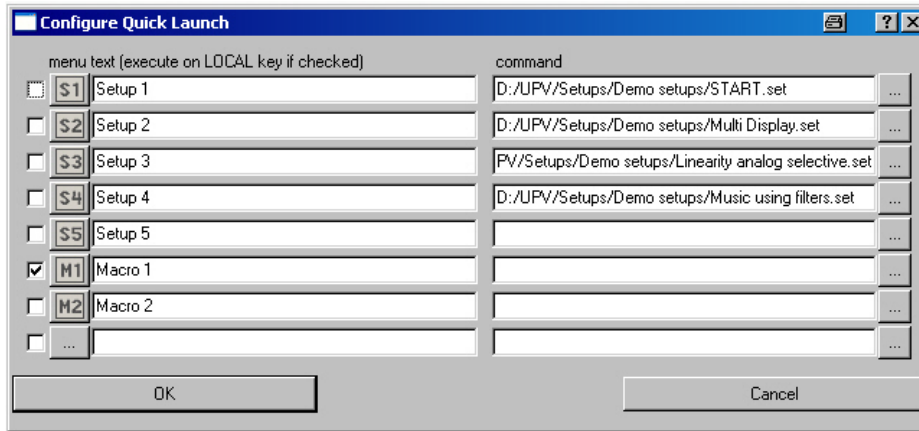 Configure Quick Launch ?
menu text (execute on LOCAL key if checked) command
S1 Setup 1 D:/UPV/Setups/Demo setups/START.set ...
S2 Setup 2 D:/UPV/Setups/Demo setups/Multi Display.set ...
S3 Setup 3 PV/Setups/Demo setups/Linearity analog selective.set ...
S4 Setup 4 D:/UPV/Setups/Demo setups/Music using filters.set ...
S5 Setup 5 ...
M1 Macro 1 ...
M2 Macro 2 ...
... ...
OK Cancel